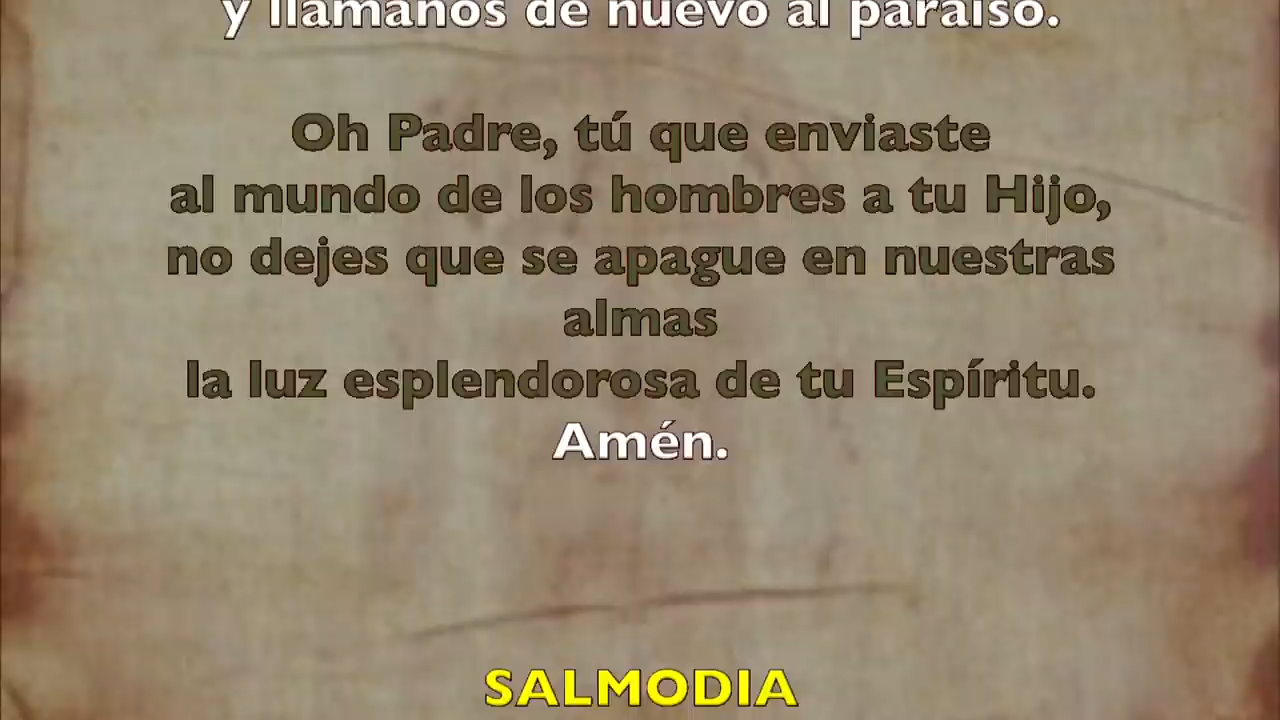 y llámanos de nuevo al paraíso.
Oh Padre, tú que enviaste
al mundo de los hombres a tu Hijo,
no dejes que se apague en nuestras
almas
la luz esplendorosa de tu Espíritu.
Amén.
SALMODIA